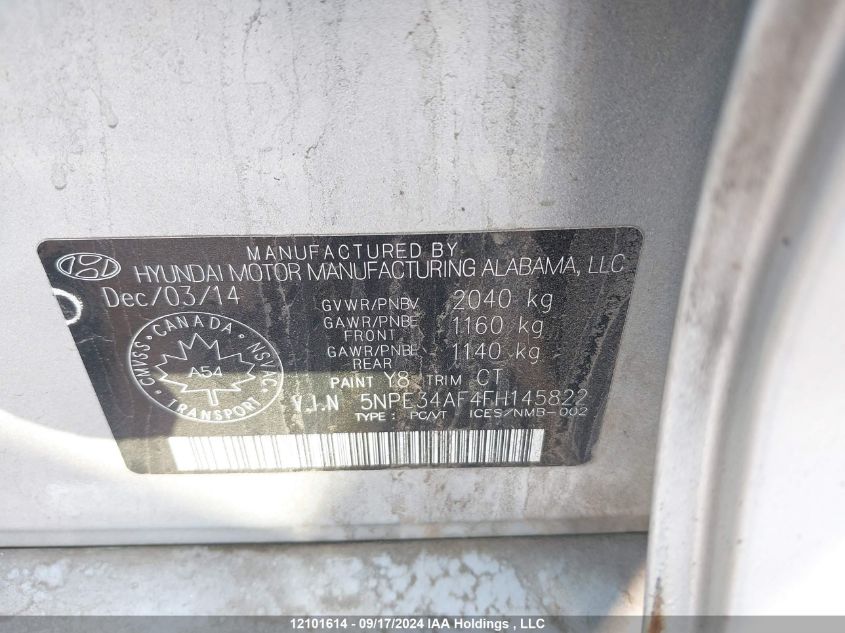 MANUFACTURED BY
HYUNDAI MOTOR MANUFACTURING ALABAMA, LLC
Dec/03/14
GVWR/PNBV 2040 kg
GAWR/PNBE FRONT 1160 kg
GAWR/PNBE REAR 1140 kg
CANADA
CMVSS NSVAC
A54
TRANSPORT
PAINT Y8 TRIM CT
V.I.N 5NPE34AF4FH145822
TYPE : PC/VT ICES/NMB-002
12101614 - 09/17/2024 IAA Holdings, LLC